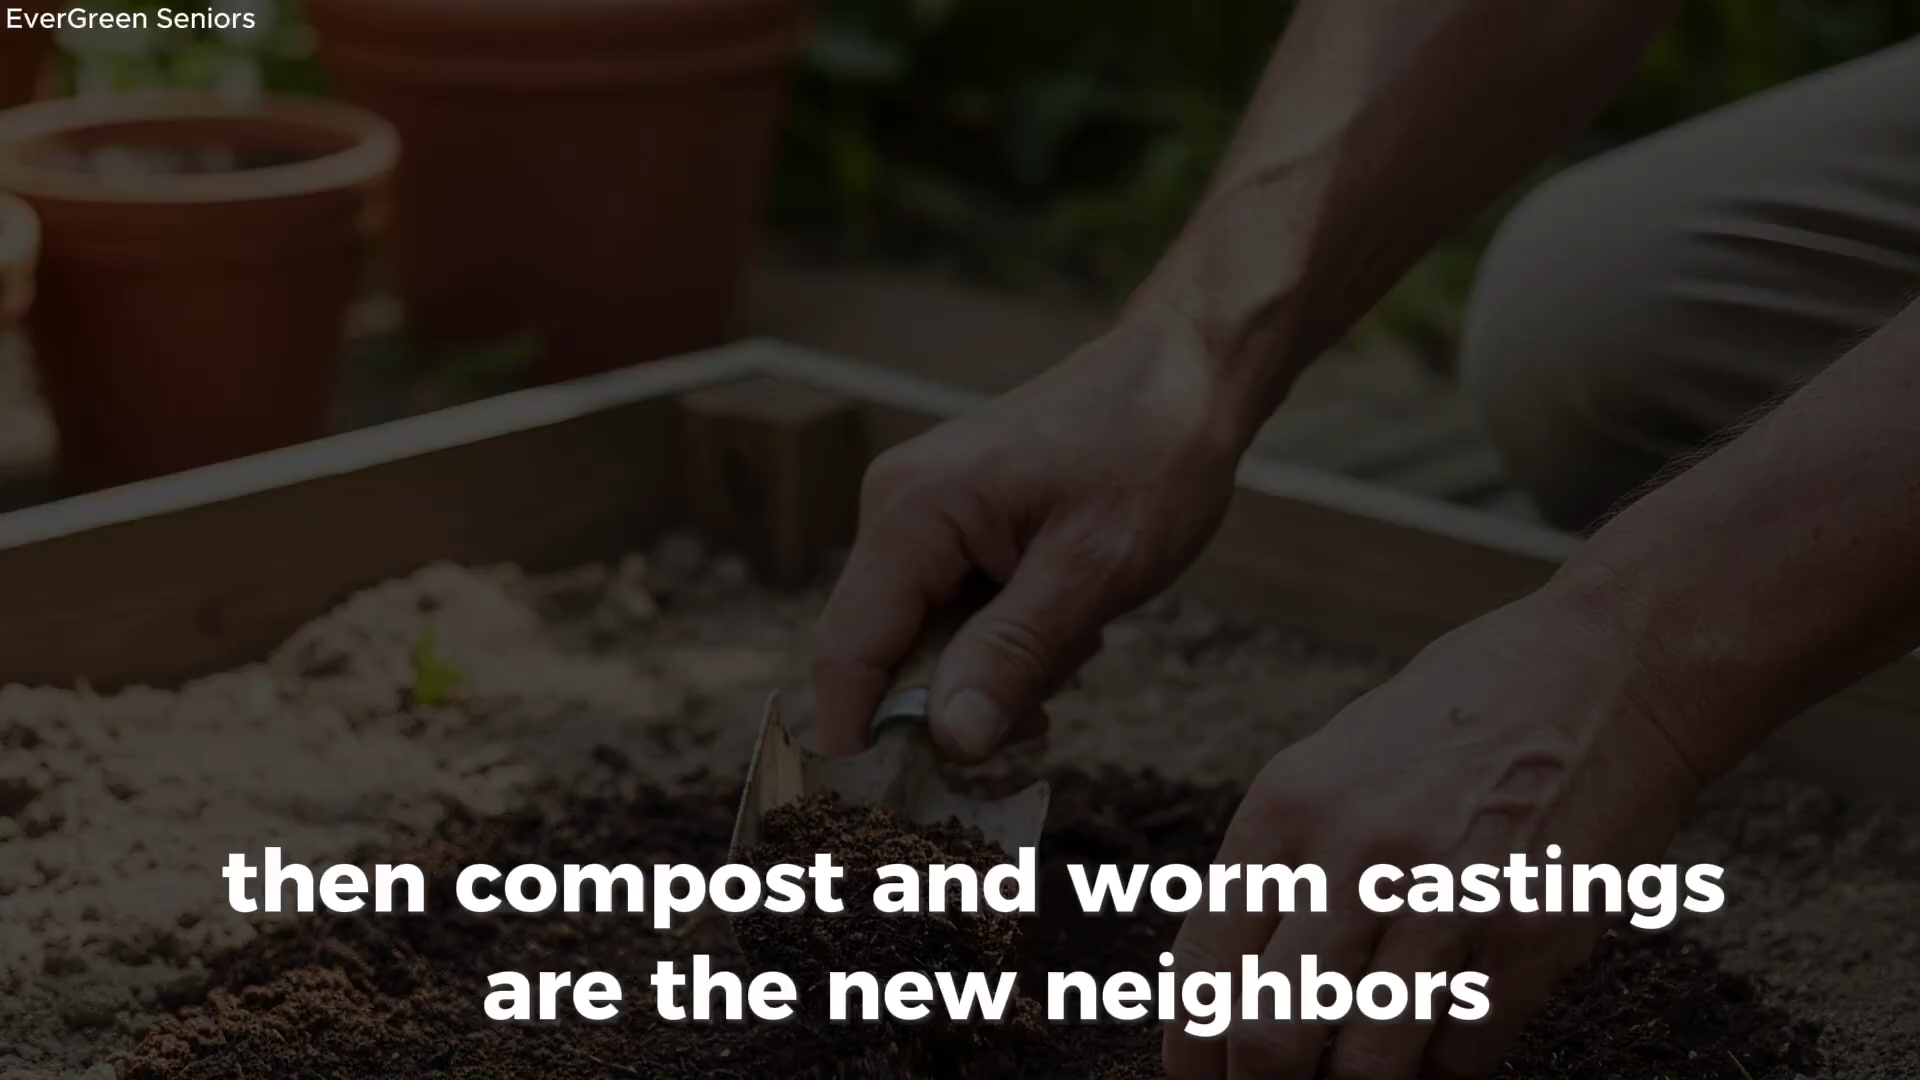 EverGreen Seniors
then compost and worm castings
are the new neighbors